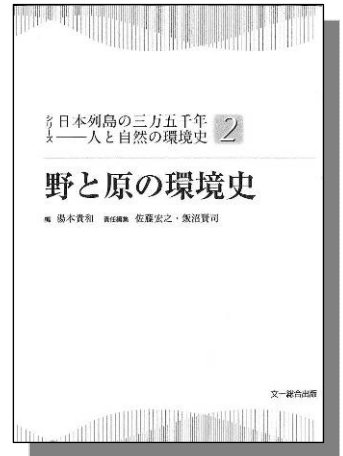 シリーズ日本列島の三万五千年
——人と自然の環境史 2
野と原の環境史
編 湯本貴和 責任編集 佐藤宏之・飯沼賢司
文一総合出版